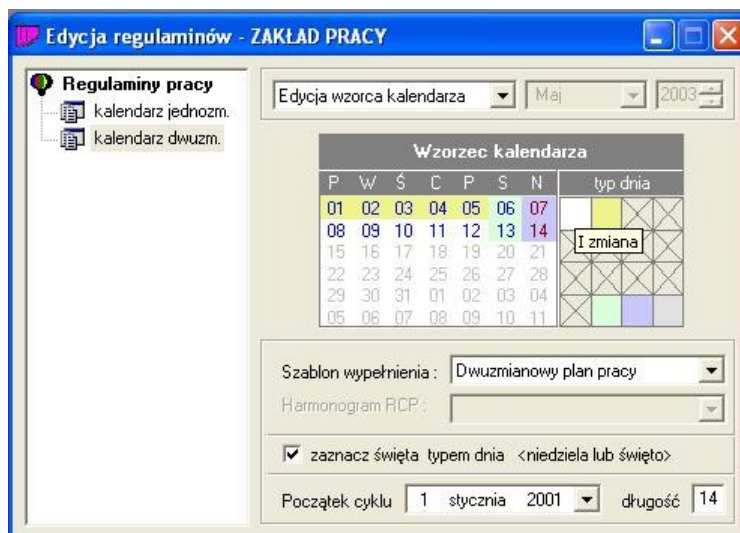 Edycja regulaminów - ZAKŁAD PRACY
Regulaminy pracy
kalendarz jednozm.
kalendarz dwuzm.
Edycja wzorca kalendarza Maj 2003
Wzorzec kalendarza
P W Ś C P S N typ dnia
01 02 03 04 05 06 07
08 09 10 11 12 13 14
I zmiana
15 16 17 18 19 20 21
22 23 24 25 26 27 28
29 30 31 01 02 03 04
05 06 07 08 09 10 11
Szablon wypełnienia : Dwuzmianowy plan pracy
Harmonogram RCP :
zaznacz święta typem dnia <niedziela lub święto>
Początek cyklu 1 stycznia 2001 długość 14